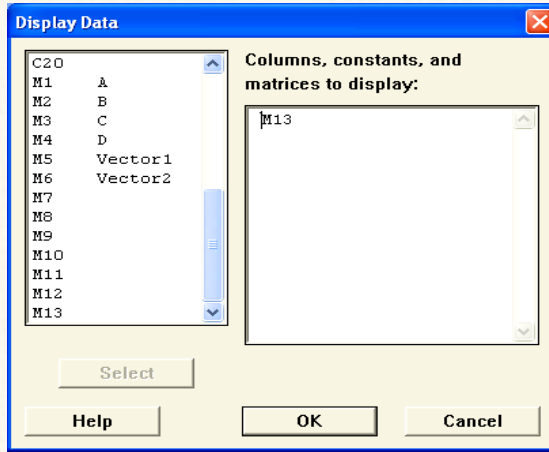 Display Data
C20
M1 A
M2 B
M3 C
M4 D
M5 Vector1
M6 Vector2
M7
M8
M9
M10
M11
M12
M13
Columns, constants, and
matrices to display:
M13
Select
Help
OK
Cancel